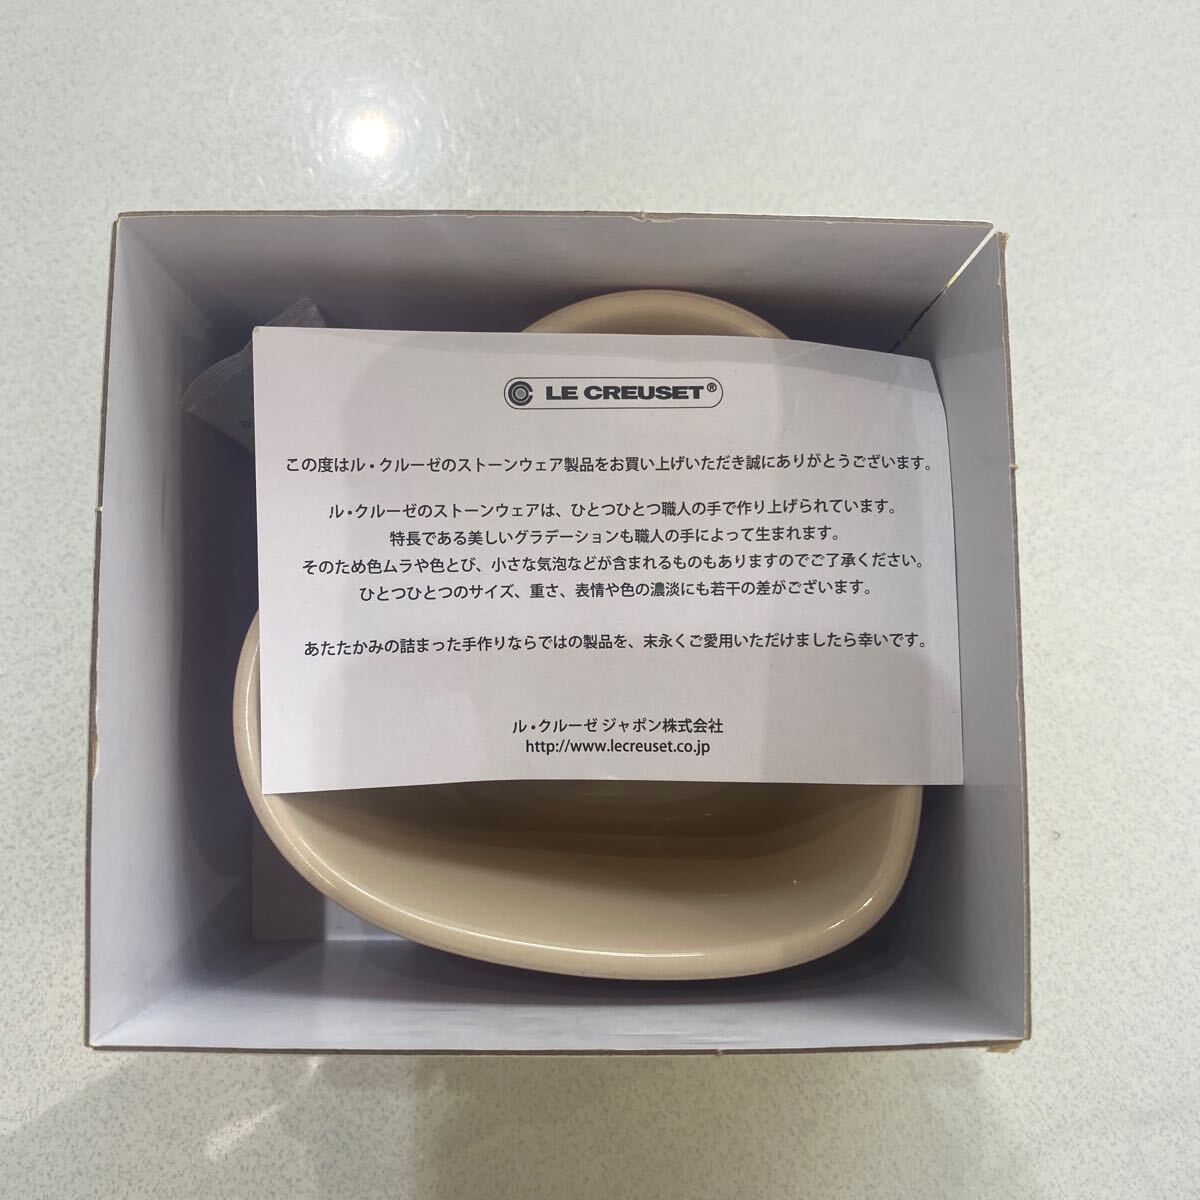 LE CREUSET®
この度はル・クルーゼのストーンウェア製品をお買い上げいただき誠にありがとうございます。
ル・クルーゼのストーンウェアは、ひとつひとつ職人の手で作り上げられています。
特長である美しいグラデーションも職人の手によって生まれます。
そのため色ムラや色とび、小さな気泡などが含まれるものもありますのでご了承ください。
ひとつひとつのサイズ、重さ、表情や色の濃淡にも若干の差がございます。
あたたかみの詰まった手作りならではの製品を、末永くご愛用いただけましたら幸いです。
ル・クルーゼ ジャポン株式会社
http://www.lecreuset.co.jp